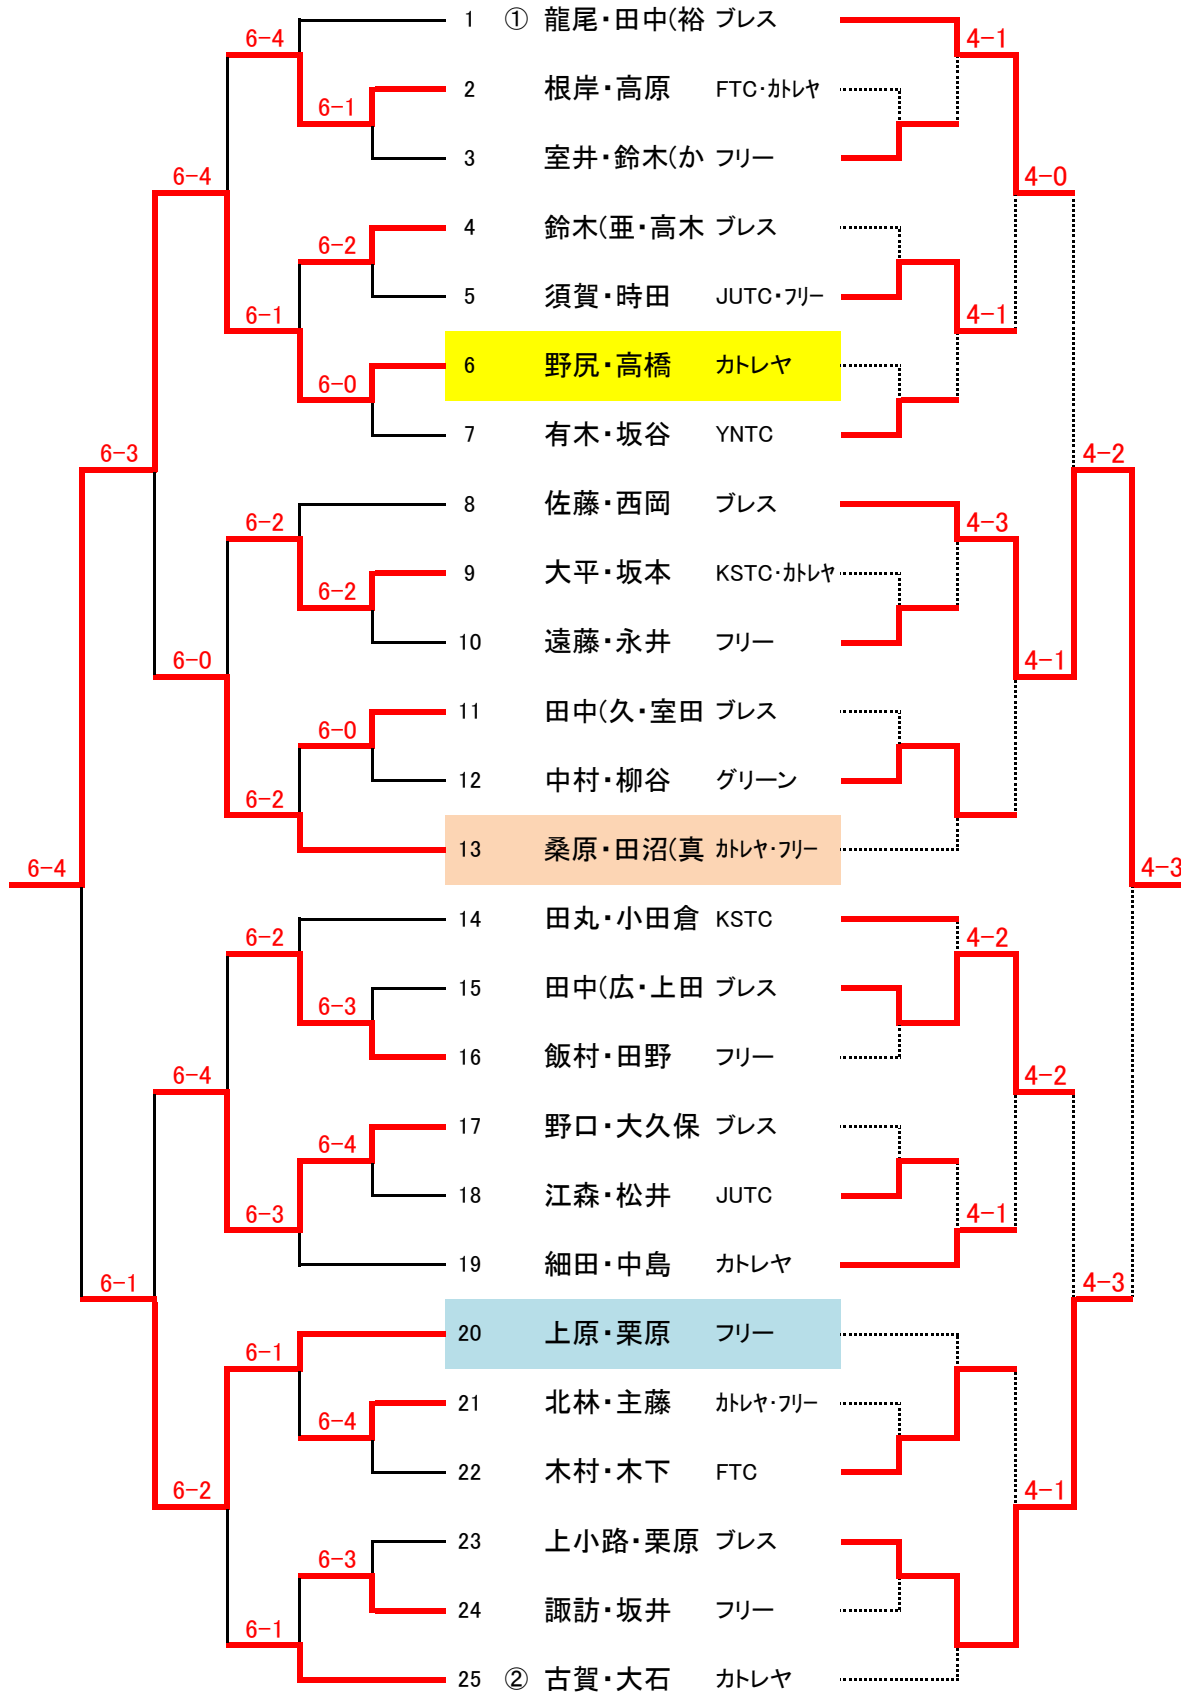 1 ① 龍尾・田中(裕 ブレス
6-4 4-1
2 根岸・高原 FTC・カトレヤ
6-1
3 室井・鈴木(か フリー
6-4 4-0
4 鈴木(亜・高木 ブレス
6-2
5 須賀・時田 JUTC・フリー
6-1 4-1
6 野尻・高橋 カトレヤ
6-0
7 有木・坂谷 YNTC
6-3 4-2
8 佐藤・西岡 ブレス
6-2 4-3
9 大平・坂本 KSTC・カトレヤ
6-2
10 遠藤・永井 フリー
6-0 4-1
11 田中(久・室田 ブレス
6-0
12 中村・柳谷 グリーン
6-2
13 桑原・田沼(真 カトレヤ・フリー
6-4 4-3
14 田丸・小田倉 KSTC
6-2 4-2
15 田中(広・上田 ブレス
6-3
16 飯村・田野 フリー
6-4 4-2
17 野口・大久保 ブレス
6-4
18 江森・松井 JUTC
6-3 4-1
19 細田・中島 カトレヤ
6-1 4-3
20 上原・栗原 フリー
6-1
21 北林・主藤 カトレヤ・フリー
6-4
22 木村・木下 FTC
6-2 4-1
23 上小路・栗原 ブレス
6-3
24 諏訪・坂井 フリー
6-1
25 ② 古賀・大石 カトレヤ